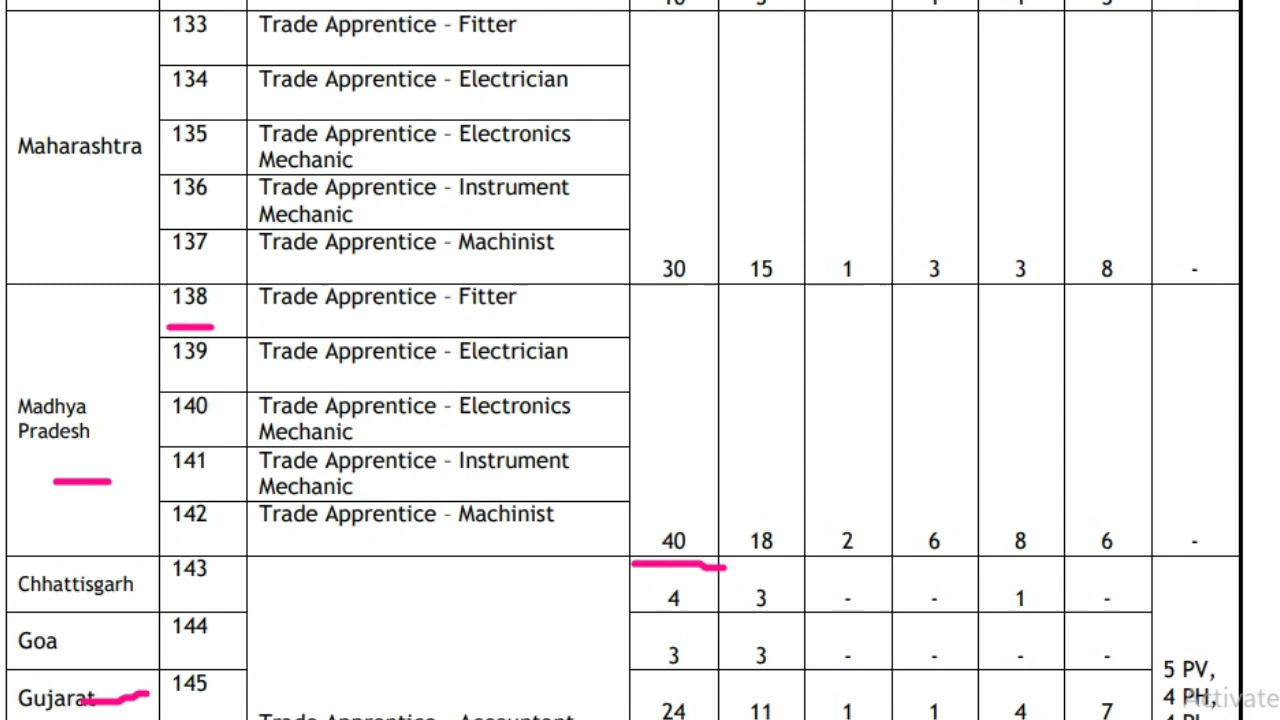 133 Trade Apprentice - Fitter
134 Trade Apprentice - Electrician
Maharashtra
135 Trade Apprentice - Electronics
Mechanic
136 Trade Apprentice - Instrument
Mechanic
137 Trade Apprentice - Machinist
30 15 1 3 3 8 -
138 Trade Apprentice - Fitter
139 Trade Apprentice - Electrician
Madhya
Pradesh
140 Trade Apprentice - Electronics
Mechanic
141 Trade Apprentice - Instrument
Mechanic
142 Trade Apprentice - Machinist
40 18 2 6 8 6 -
Chhattisgarh 143
4 3 - - 1 -
Goa 144
3 3 - - - -
Gujarat 145
24 11 1 1 4 7
5 PV,
4 PH,
Activate
Trade Apprentice - Accountant